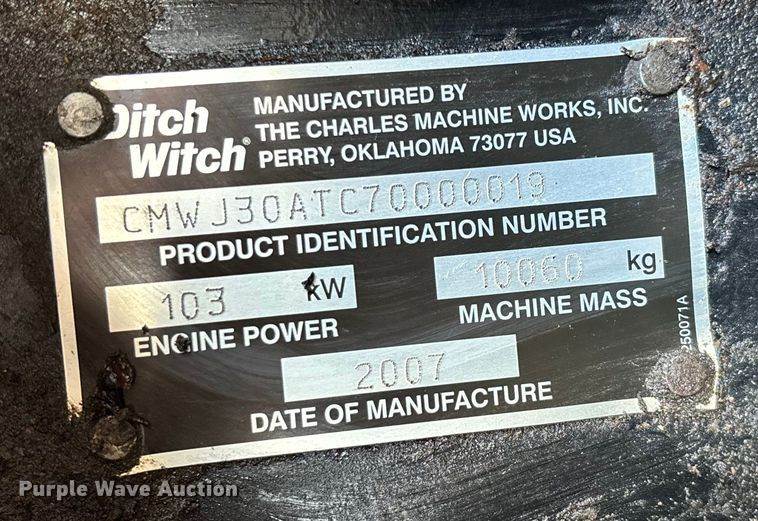 Ditch
Witch®
MANUFACTURED BY
THE CHARLES MACHINE WORKS, INC.
PERRY, OKLAHOMA 73077 USA
CMWJ30ATC70000019
PRODUCT IDENTIFICATION NUMBER
103 kW
ENGINE POWER
10060 kg
MACHINE MASS
2007
DATE OF MANUFACTURE
250071A
Purple Wave Auction